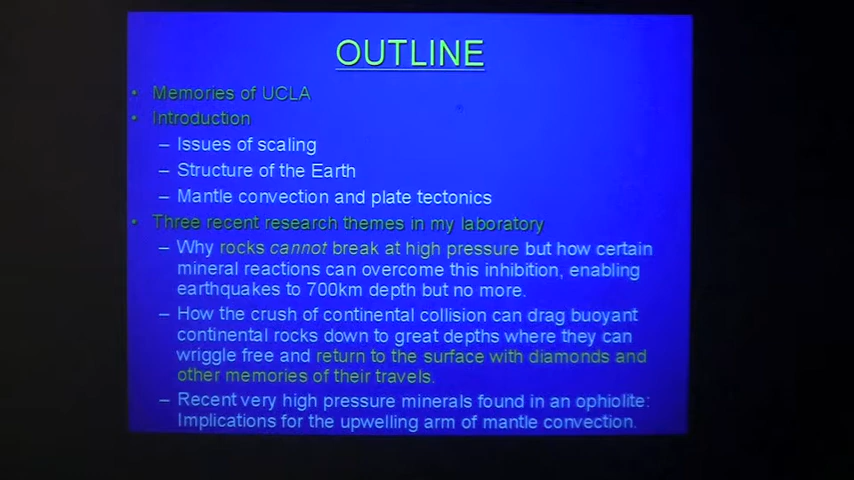 OUTLINE
• Memories of UCLA
• Introduction
– Issues of scaling
– Structure of the Earth
– Mantle convection and plate tectonics
• Three recent research themes in my laboratory
– Why rocks cannot break at high pressure but how certain
mineral reactions can overcome this inhibition, enabling
earthquakes to 700km depth but no more.
– How the crush of continental collision can drag buoyant
continental rocks down to great depths where they can
wriggle free and return to the surface with diamonds and
other memories of their travels.
– Recent very high pressure minerals found in an ophiolite:
Implications for the upwelling arm of mantle convection.